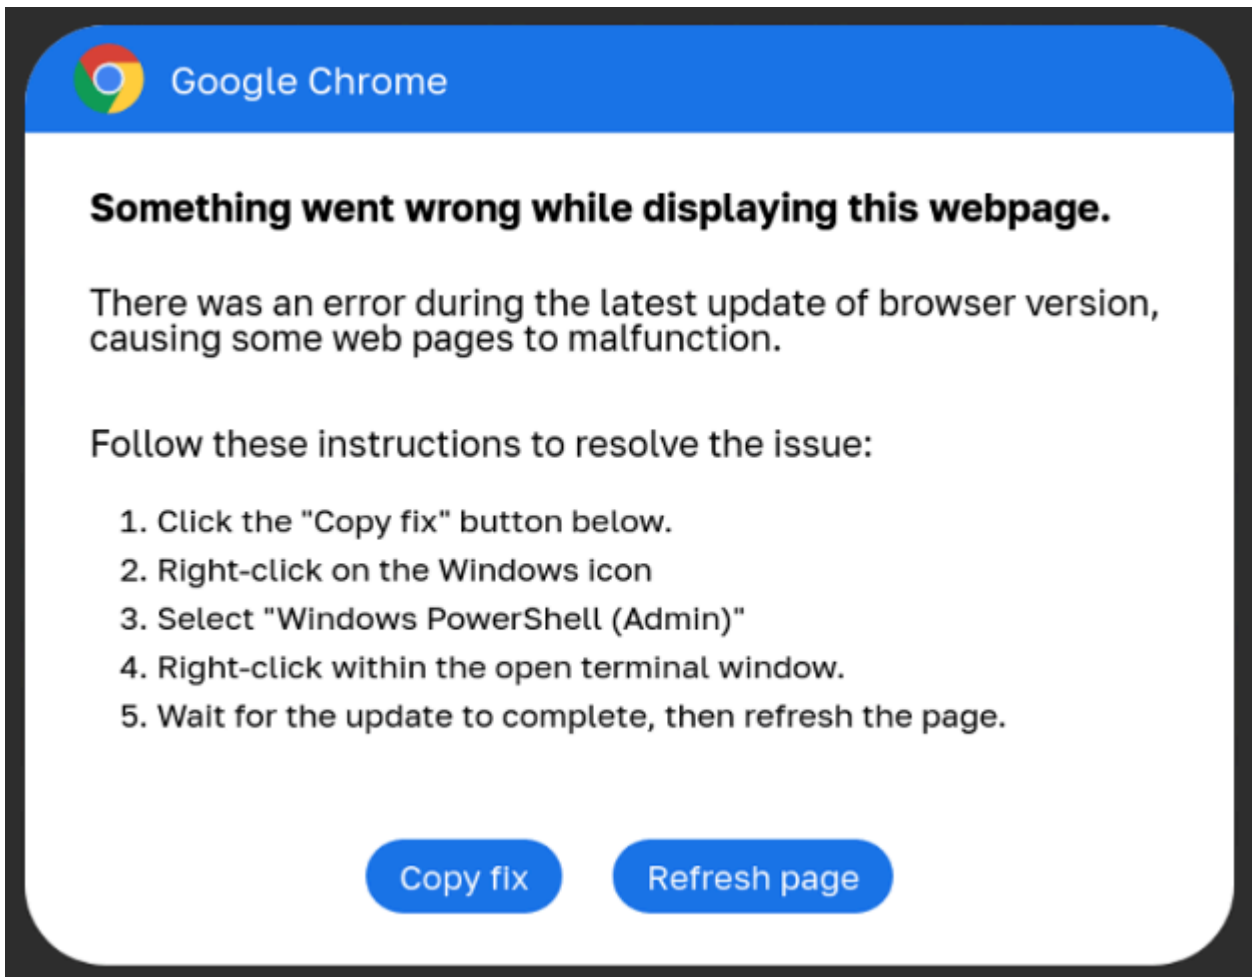 Google Chrome
Something went wrong while displaying this webpage.
There was an error during the latest update of browser version,
causing some web pages to malfunction.
Follow these instructions to resolve the issue:
1. Click the "Copy fix" button below.
2. Right-click on the Windows icon
3. Select "Windows PowerShell (Admin)"
4. Right-click within the open terminal window.
5. Wait for the update to complete, then refresh the page.
Copy fix
Refresh page